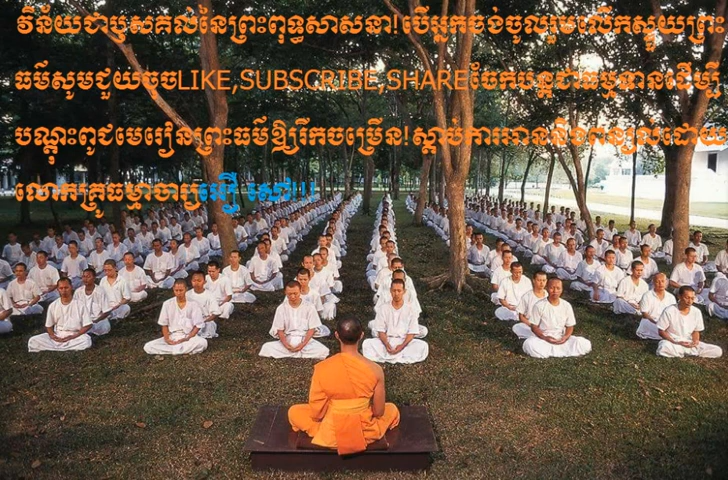 វិន័យជាឫសគល់នៃព្រះពុទ្ធសាសនា!បើអ្នកចង់ចូលរួមលើកស្ទួយព្រះ
ធម៌សូមជួយចុចLIKE,SUBSCRIBE,SHAREចែកបន្តជាធម្មទានដើម្បី
បណ្តុះពូជមេរៀនព្រះធម៌ឱ្យរីកចម្រើន!ស្តាប់ការអាននិងពន្យល់ដោយ
លោកគ្រូធម្មាចារ្យ សៅ!!!